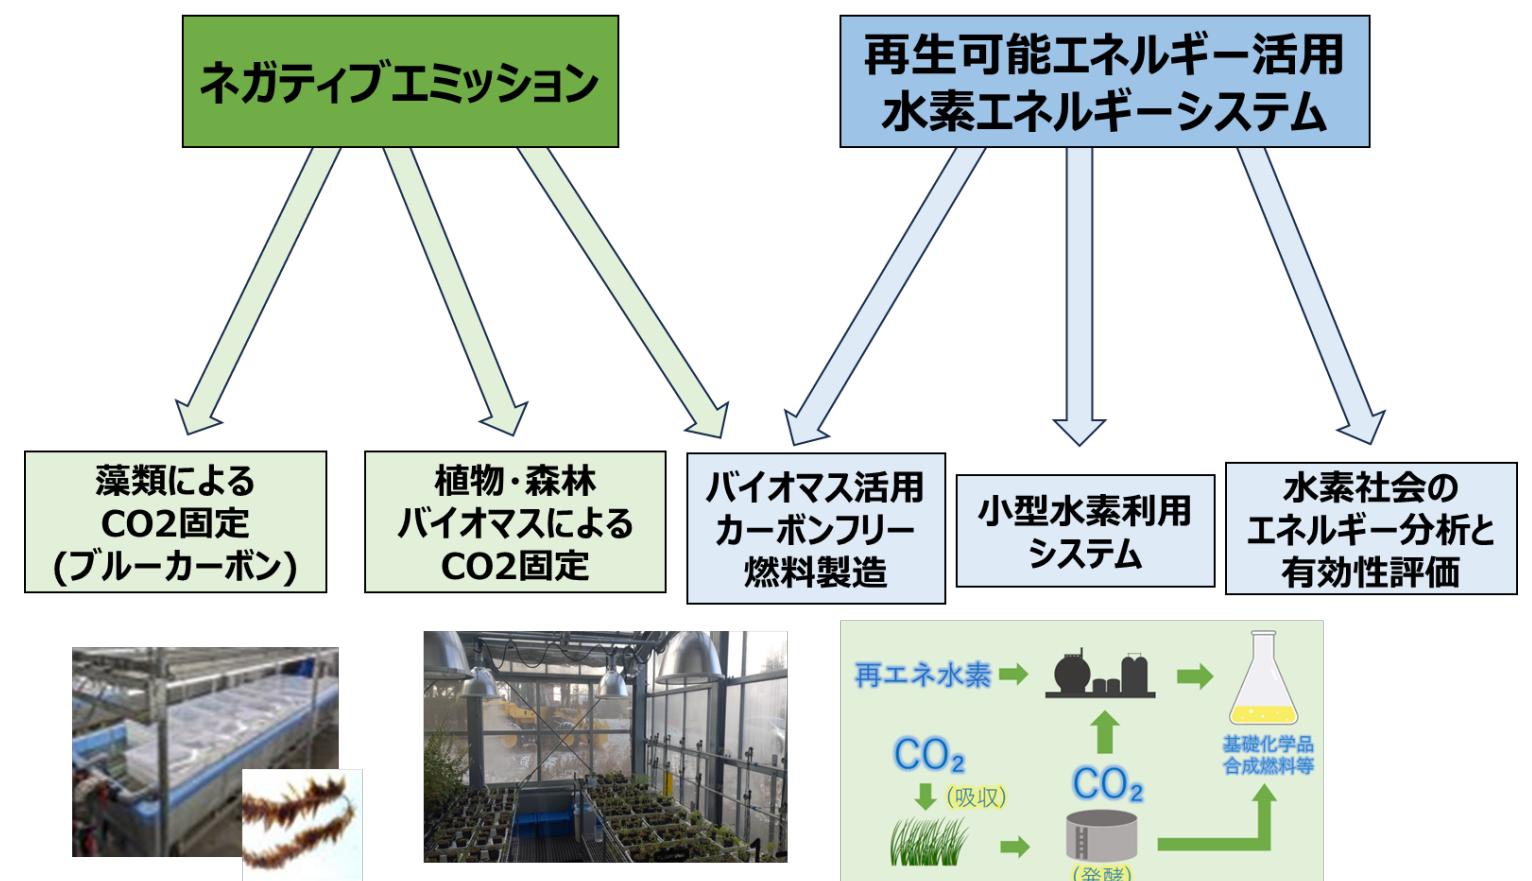 ネガティブエミッション
再生可能エネルギー活用
水素エネルギーシステム
藻類による
CO2固定
(ブルーカーボン)
植物・森林
バイオマスによる
CO2固定
バイオマス活用
カーボンフリー
燃料製造
小型水素利用
システム
水素社会の
エネルギー分析と
有効性評価
再エネ水素
CO₂
(吸収)
CO₂
(発酵)
基礎化学品
合成燃料等